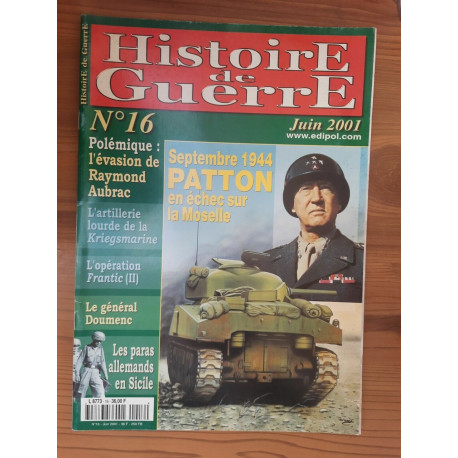 Histoire de Guerre
HistoirE
de
GuerrE
N°16
Juin 2001
www.edipol.com
Polémique :
l'évasion de
Raymond
Aubrac
Septembre 1944
PATTON
en échec sur
la Moselle
L'artillerie
lourde de la
Kriegsmarine
L'opération
Frantic (II)
Le général
Doumenc
Les paras
allemands
en Sicile